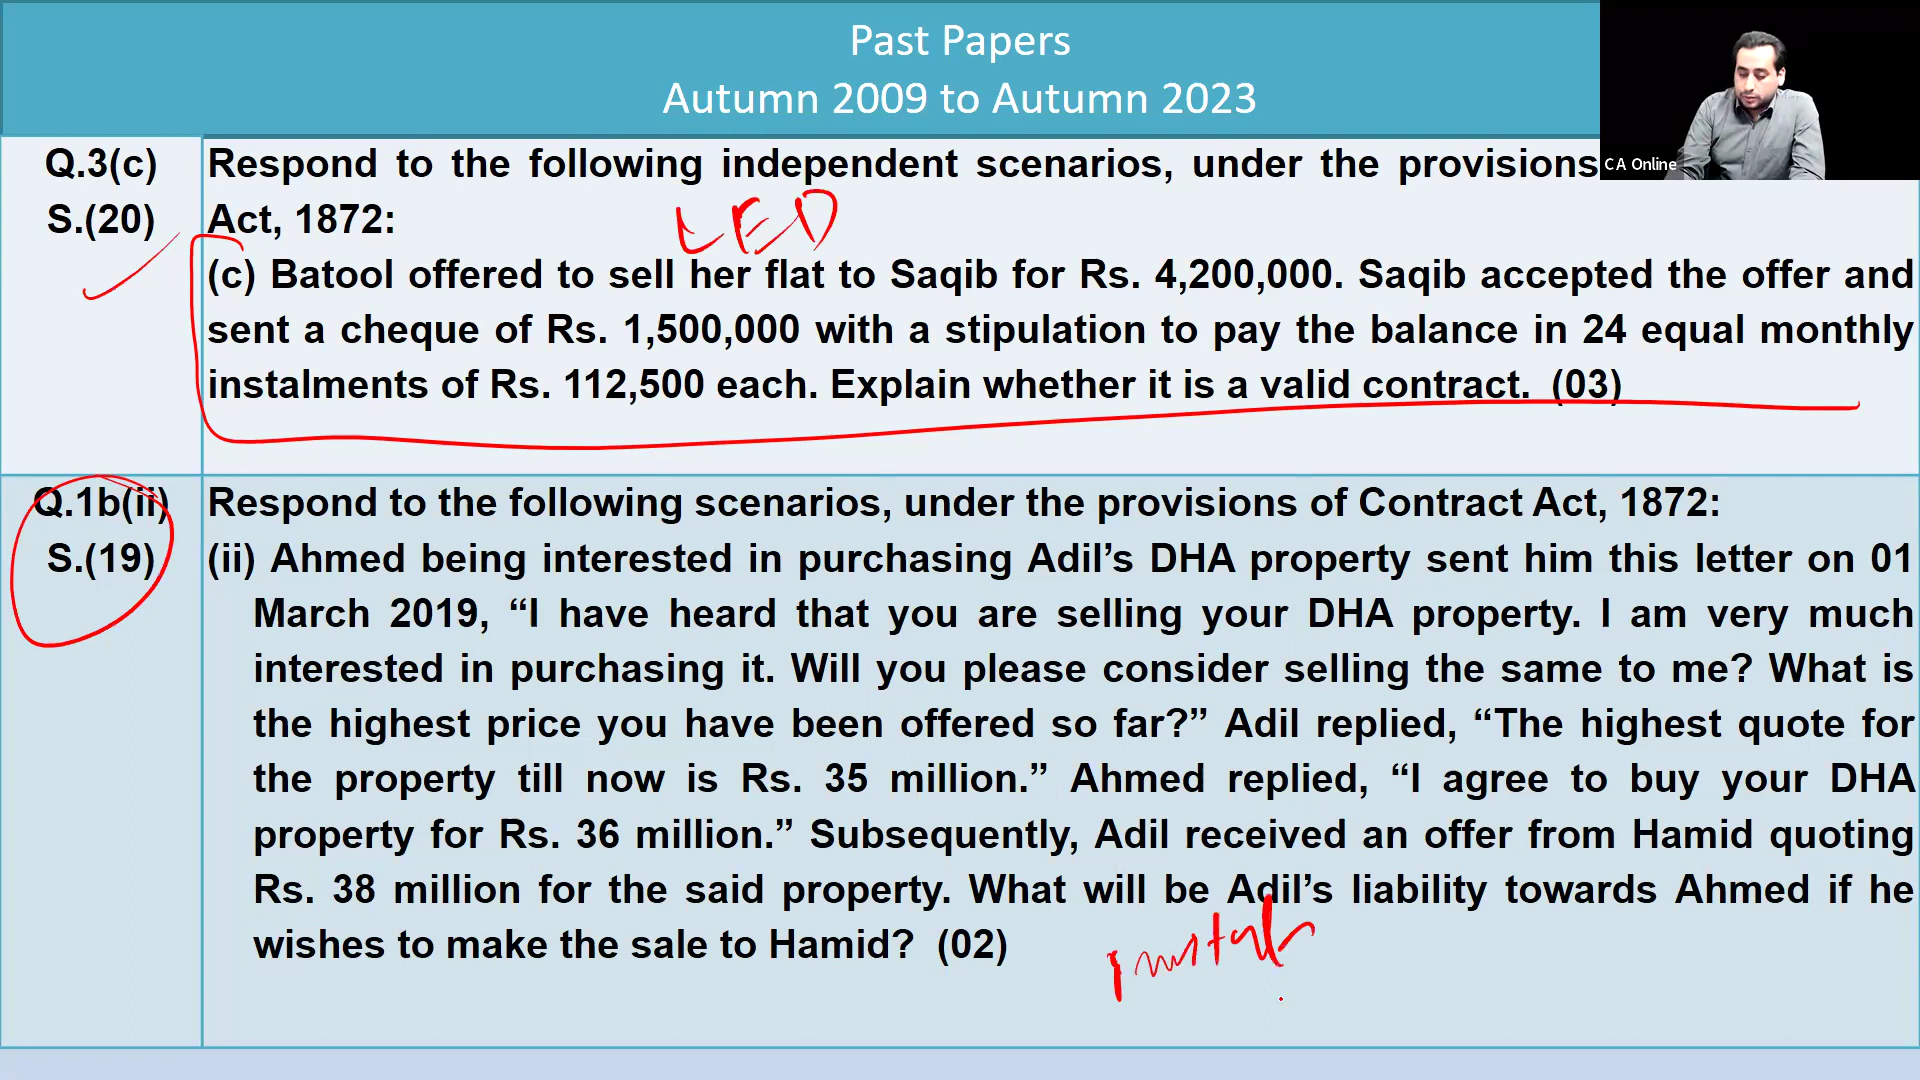 Past Papers
Autumn 2009 to Autumn 2023
C A Online
Q.3(c)
S.(20)
Respond to the following independent scenarios, under the provisions
Act, 1872:
LED
(c) Batool offered to sell her flat to Saqib for Rs. 4,200,000. Saqib accepted the offer and
sent a cheque of Rs. 1,500,000 with a stipulation to pay the balance in 24 equal monthly
instalments of Rs. 112,500 each. Explain whether it is a valid contract. (03)
Q.1b(ii)
S.(19)
Respond to the following scenarios, under the provisions of Contract Act, 1872:
(ii) Ahmed being interested in purchasing Adil’s DHA property sent him this letter on 01
March 2019, “I have heard that you are selling your DHA property. I am very much
interested in purchasing it. Will you please consider selling the same to me? What is
the highest price you have been offered so far?” Adil replied, “The highest quote for
the property till now is Rs. 35 million.” Ahmed replied, “I agree to buy your DHA
property for Rs. 36 million.” Subsequently, Adil received an offer from Hamid quoting
Rs. 38 million for the said property. What will be Adil’s liability towards Ahmed if he
wishes to make the sale to Hamid? (02)